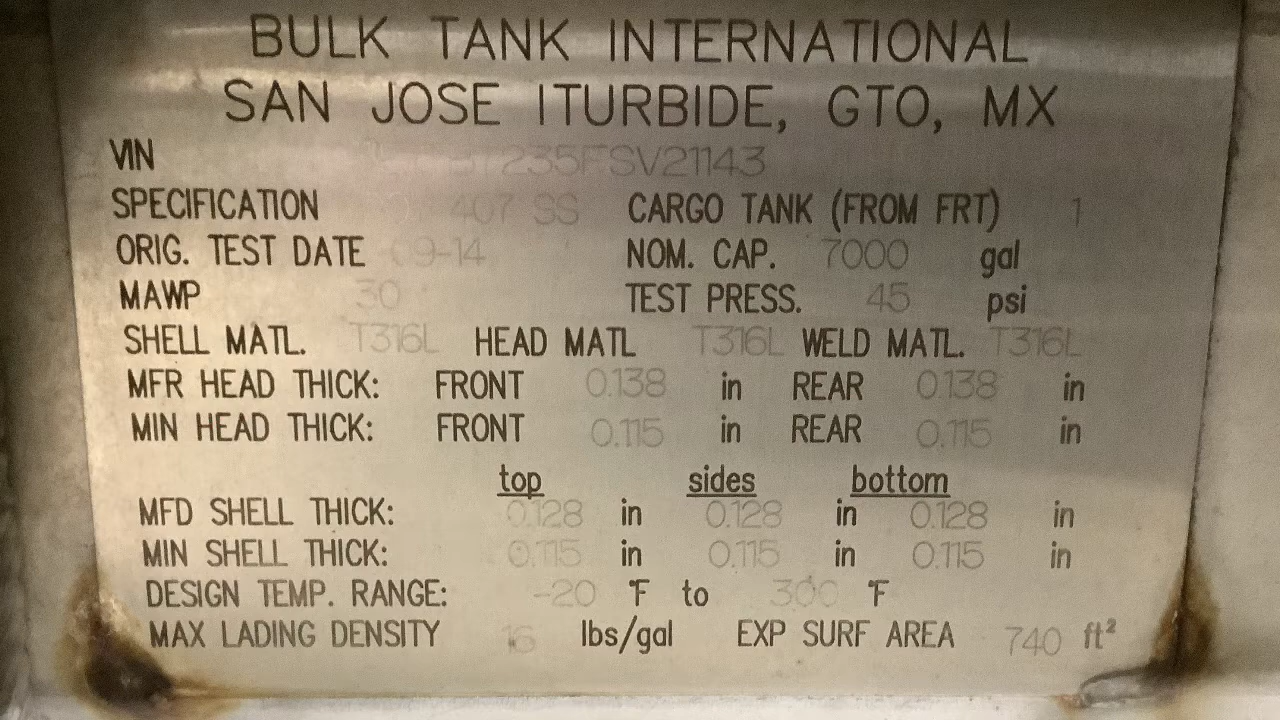 BULK TANK INTERNATIONAL
SAN JOSE ITURBIDE, GTO, MX
VIN
SPECIFICATION 407 SS CARGO TANK (FROM FRT) 1
ORIG. TEST DATE 09-14 NOM. CAP. 7000 gal
MAWP 30 TEST PRESS. 45 psi
SHELL MATL. T316L HEAD MATL T316L WELD MATL. T316L
MFR HEAD THICK: FRONT 0.138 in REAR 0.138 in
MIN HEAD THICK: FRONT 0.115 in REAR 0.115 in
top sides bottom
MFD SHELL THICK: 0.128 in 0.128 in 0.128 in
MIN SHELL THICK: 0.115 in 0.115 in 0.115 in
DESIGN TEMP. RANGE: -20 °F to 300 °F
MAX LADING DENSITY 16 lbs/gal EXP SURF AREA 740 ft²